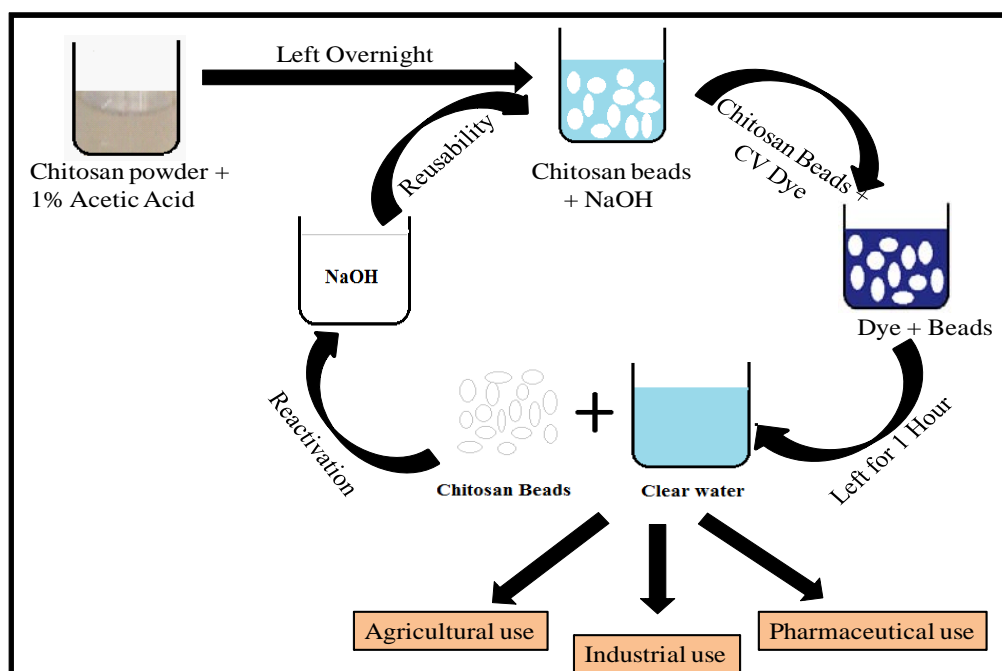 Left Overnight
Chitosan powder +
1% Acetic Acid
Chitosan beads
+ NaOH
Chitosan Beads +
CV Dye
Reusability
NaOH
Dye + Beads
Reactivation
Left for 1 Hour
Chitosan Beads
+
Clear water
Agricultural use
Industrial use
Pharmaceutical use